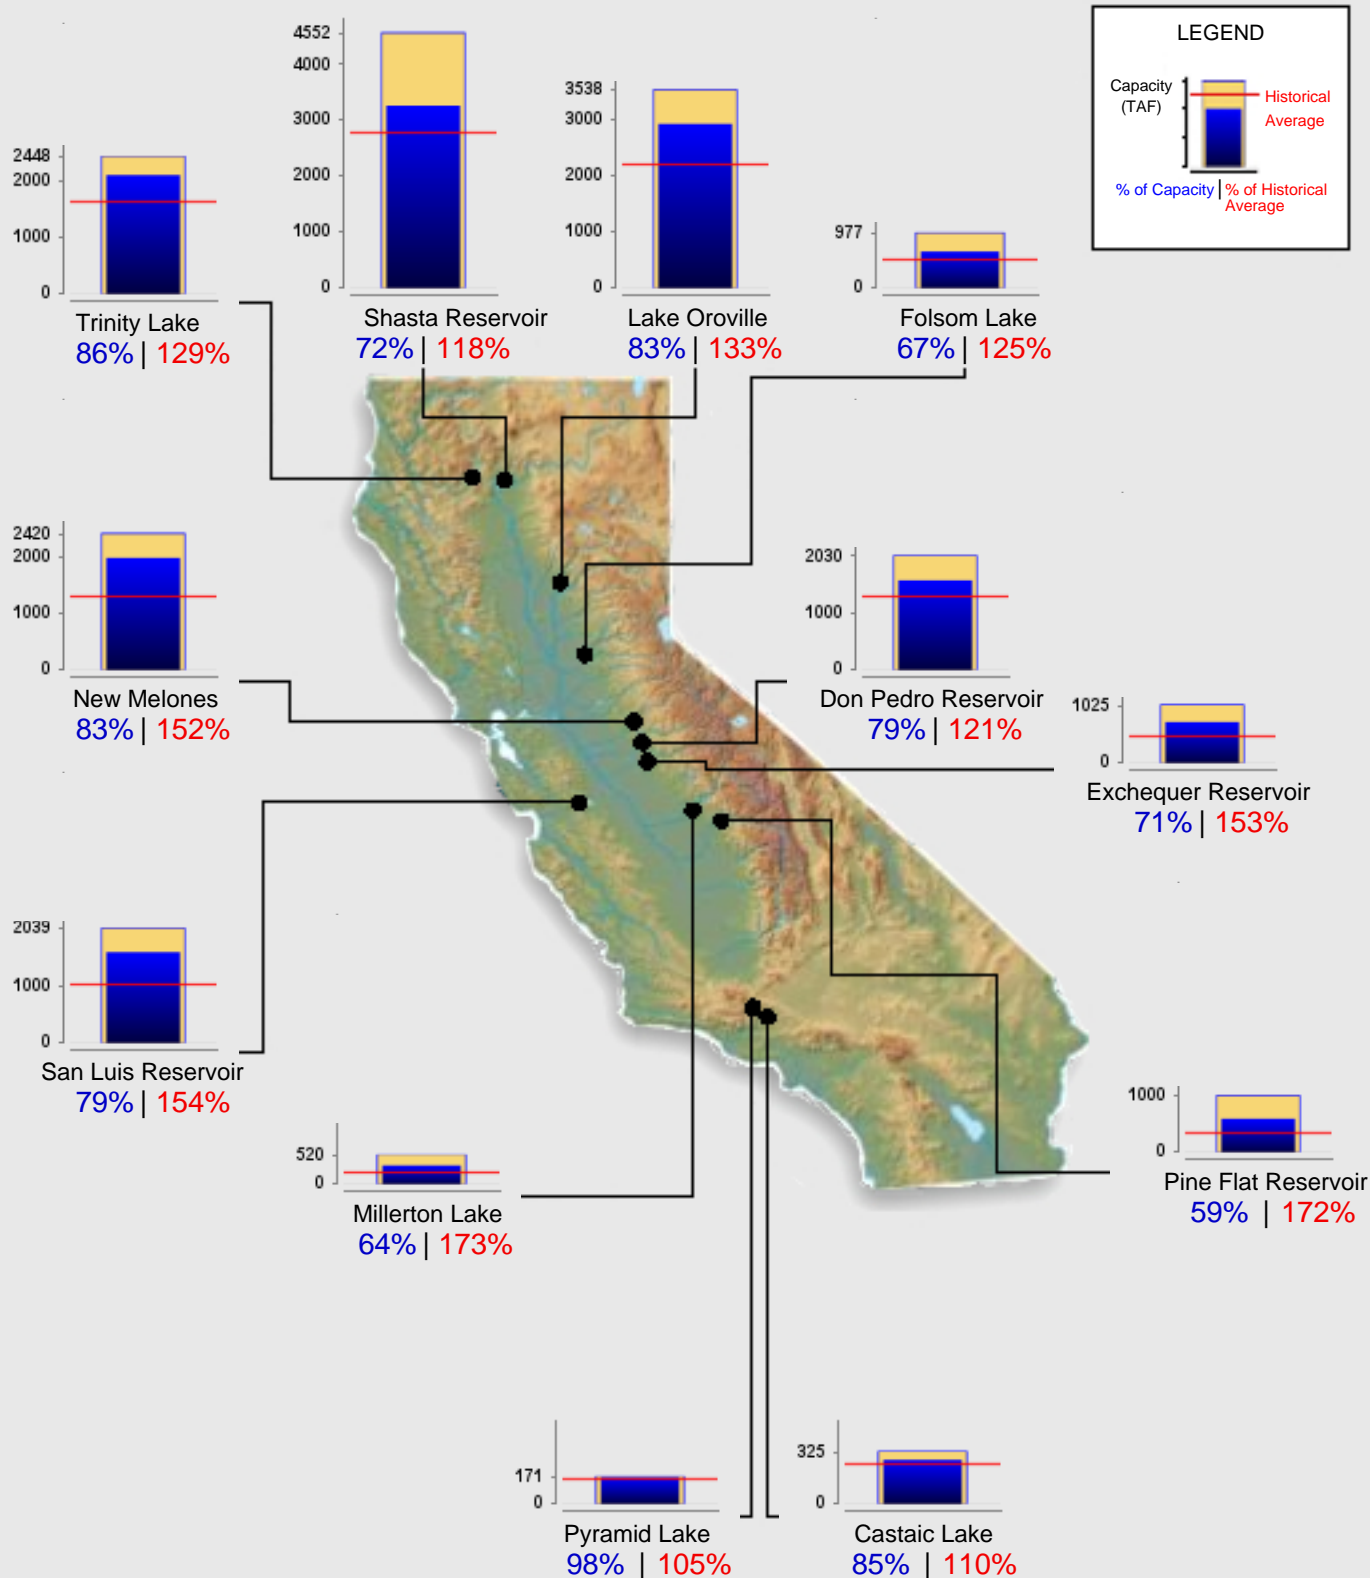 LEGEND
Capacity
(TAF)
Historical
Average
% of Capacity | % of Historical
Average
4552
4000
3000
2000
1000
0
Shasta Reservoir
72% | 118%
3538
3000
2000
1000
0
Lake Oroville
83% | 133%
2448
2000
1000
0
Trinity Lake
86% | 129%
977
0
Folsom Lake
67% | 125%
2420
2000
1000
0
New Melones
83% | 152%
2030
1000
0
Don Pedro Reservoir
79% | 121%
1025
0
Exchequer Reservoir
71% | 153%
2039
1000
0
San Luis Reservoir
79% | 154%
520
0
Millerton Lake
64% | 173%
1000
0
Pine Flat Reservoir
59% | 172%
171
0
Pyramid Lake
98% | 105%
325
0
Castaic Lake
85% | 110%